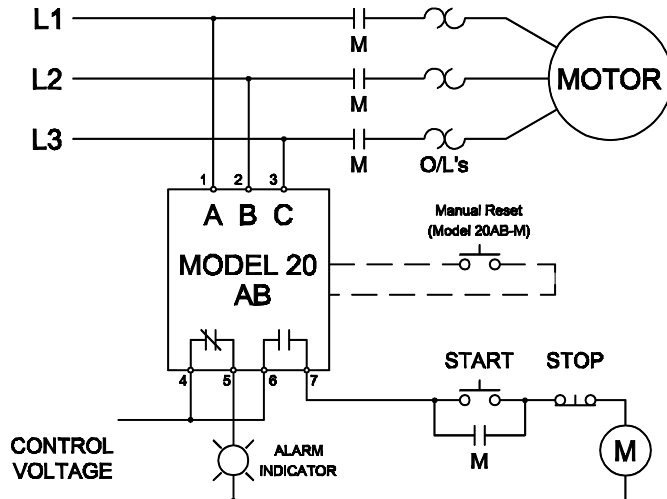 L1
M
L2
MOTOR
L3
M
O/L's
1 2 3
A B C
Manual Reset
(Model 20AB-M)
MODEL 20
AB
4 5 6 7
START STOP
M
M
CONTROL
VOLTAGE
ALARM
INDICATOR